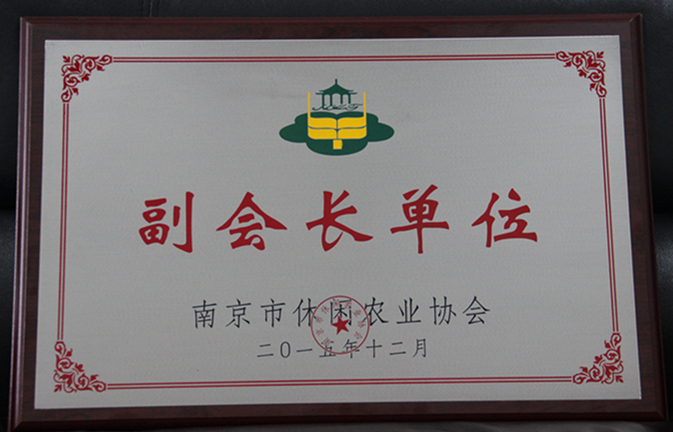 副会长单位
南京市休闲农业协会
二〇一五年十二月